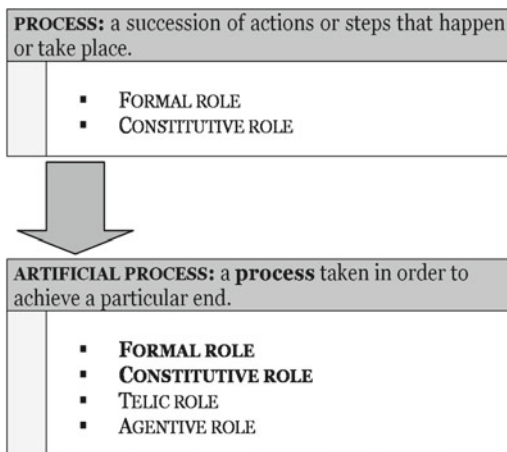 PROCESS: a succession of actions or steps that happen
or take place.
▪ FORMAL ROLE
▪ CONSTITUTIVE ROLE
ARTIFICIAL PROCESS: a process taken in order to
achieve a particular end.
▪ FORMAL ROLE
▪ CONSTITUTIVE ROLE
▪ TELIC ROLE
▪ AGENTIVE ROLE